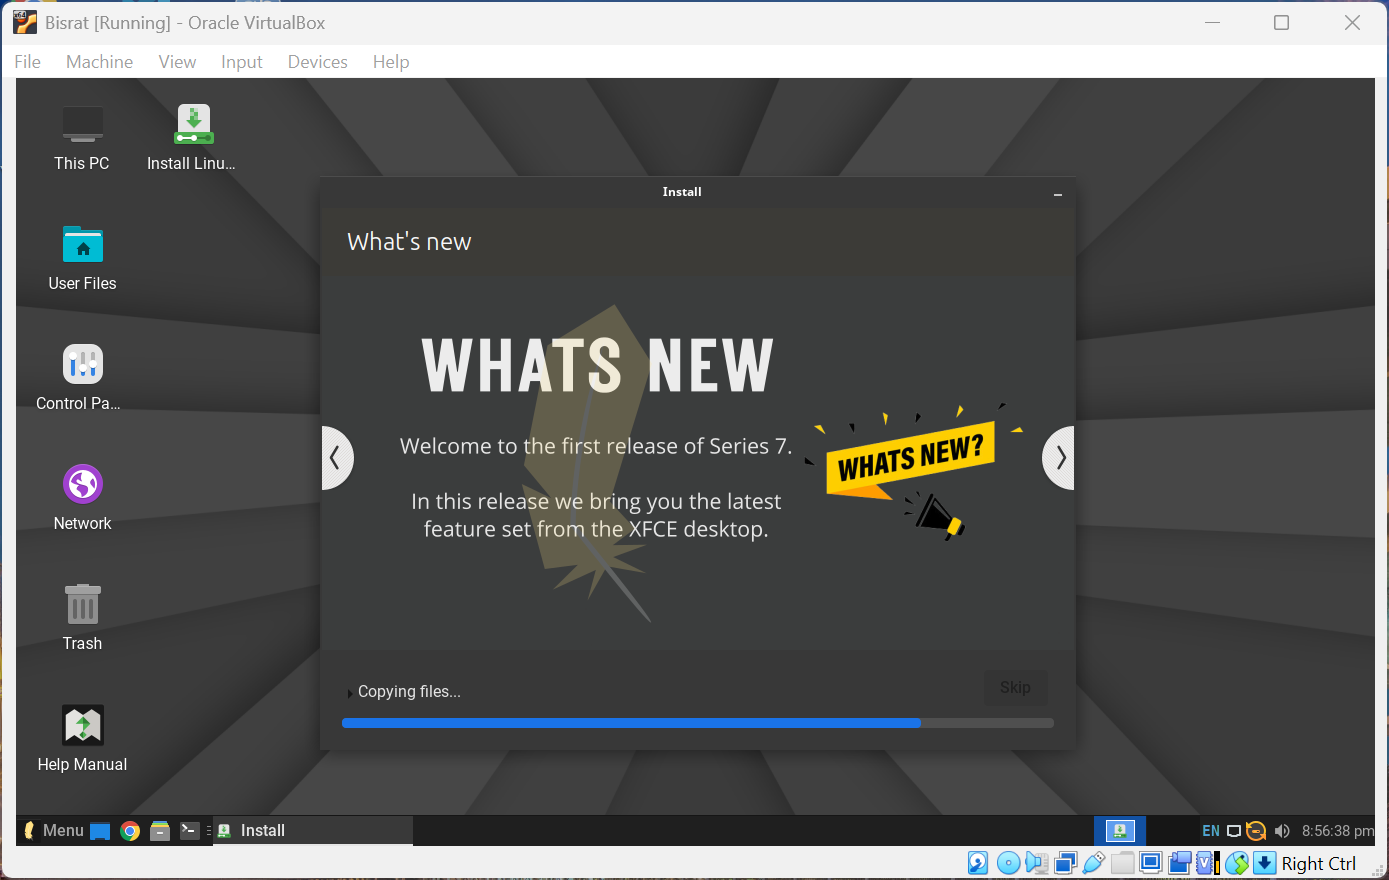 Bisrat [Running] - Oracle VirtualBox
File Machine View Input Devices Help
This PC
Install Linu...
User Files
Control Pa...
Network
Trash
Help Manual
Install
What's new
WHATS NEW
Welcome to the first release of Series 7.
In this release we bring you the latest
feature set from the XFCE desktop.
WHATS NEW?
Copying files...
Skip
Menu
Install
EN
8:56:38 pm
Right Ctrl